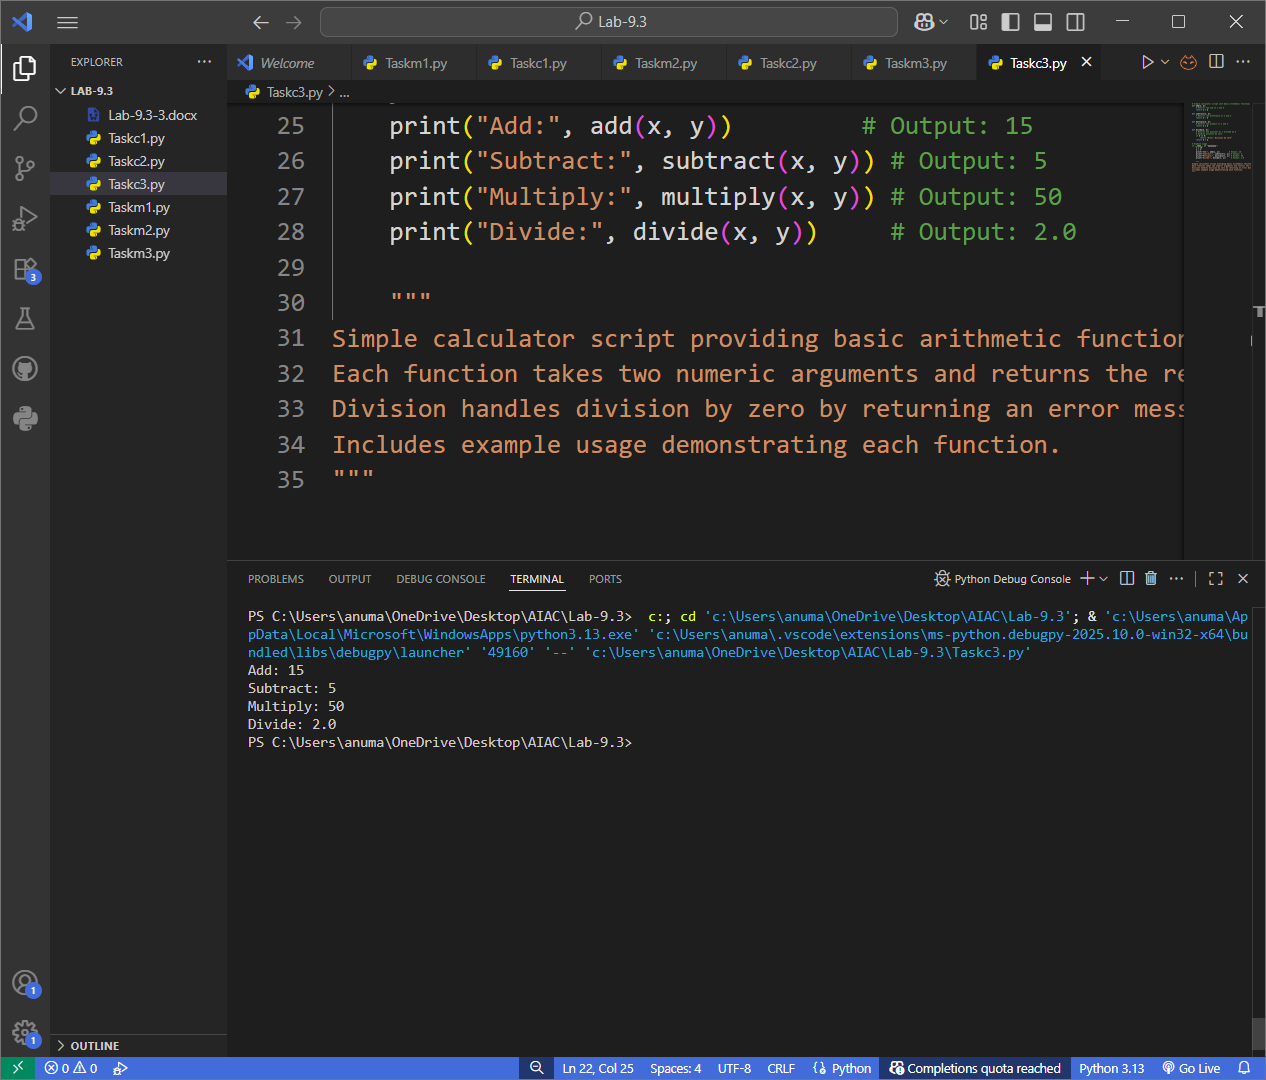 Lab-9.3
EXPLORER
LAB-9.3
Lab-9.3-3.docx
Taskc1.py
Taskc2.py
Taskc3.py
Taskm1.py
Taskm2.py
Taskm3.py
3
1
1
OUTLINE
Welcome Taskm1.py Taskc1.py Taskm2.py Taskc2.py Taskm3.py Taskc3.py
Taskc3.py > ...
25 print("Add:", add(x, y)) # Output: 15
26 print("Subtract:", subtract(x, y)) # Output: 5
27 print("Multiply:", multiply(x, y)) # Output: 50
28 print("Divide:", divide(x, y)) # Output: 2.0
29
30 """
31 Simple calculator script providing basic arithmetic function
32 Each function takes two numeric arguments and returns the re
33 Division handles division by zero by returning an error mess
34 Includes example usage demonstrating each function.
35 """
PROBLEMS OUTPUT DEBUG CONSOLE TERMINAL PORTS Python Debug Console
PS C:\Users\anuma\OneDrive\Desktop\AIAC\Lab-9.3> c:; cd 'c:\Users\anuma\OneDrive\Desktop\AIAC\Lab-9.3'; & 'c:\Users\anuma\Ap
pData\Local\Microsoft\WindowsApps\python3.13.exe' 'c:\Users\anuma\.vscode\extensions\ms-python.debugpy-2025.10.0-win32-x64\bu
ndled\libs\debugpy\launcher' '49160' '--' 'c:\Users\anuma\OneDrive\Desktop\AIAC\Lab-9.3\Taskc3.py'
Add: 15
Subtract: 5
Multiply: 50
Divide: 2.0
PS C:\Users\anuma\OneDrive\Desktop\AIAC\Lab-9.3>
0 0 Ln 22, Col 25 Spaces: 4 UTF-8 CRLF Python Completions quota reached Python 3.13 Go Live